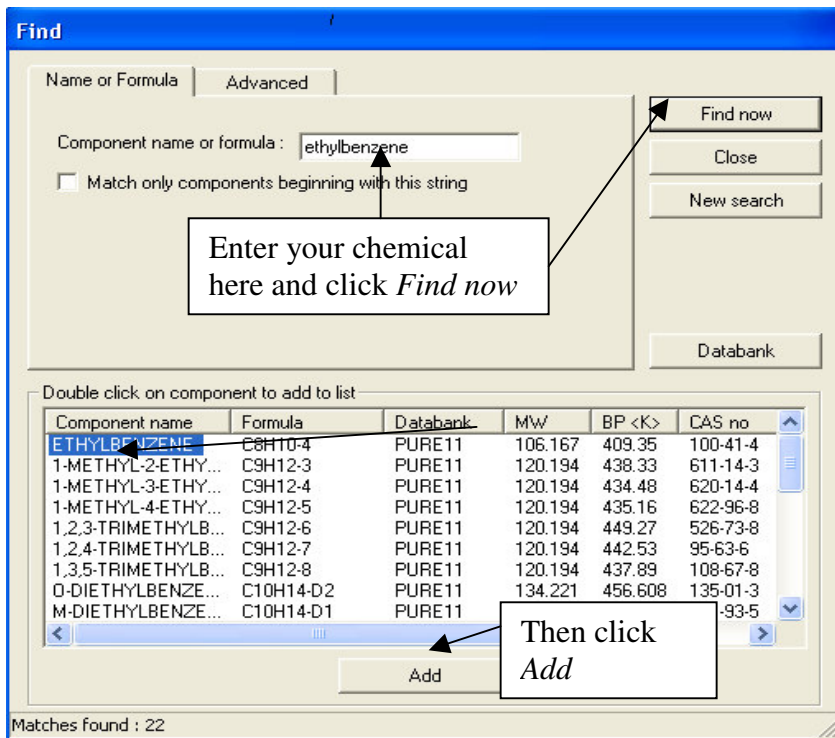 Find
Name or Formula Advanced
Find now
Component name or formula : ethylbenzene
Close
Match only components beginning with this string
New search
Enter your chemical
here and click Find now
Databank
Double click on component to add to list
Component name Formula Databank MW BP <K> CAS no
ETHYLBENZENE C8H10-4 PURE11 106.167 409.35 100-41-4
1-METHYL-2-ETHY... C9H12-3 PURE11 120.194 438.33 611-14-3
1-METHYL-3-ETHY... C9H12-4 PURE11 120.194 434.48 620-14-4
1-METHYL-4-ETHY... C9H12-5 PURE11 120.194 435.16 622-96-8
1,2,3-TRIMETHYLB... C9H12-6 PURE11 120.194 449.27 526-73-8
1,2,4-TRIMETHYLB... C9H12-7 PURE11 120.194 442.53 95-63-6
1,3,5-TRIMETHYLB... C9H12-8 PURE11 120.194 437.89 108-67-8
O-DIETHYLBENZE... C10H14-D2 PURE11 134.221 456.608 135-01-3
M-DIETHYLBENZE... C10H14-D1 PURE11 -93-5
Then click
Add
Add
Matches found : 22